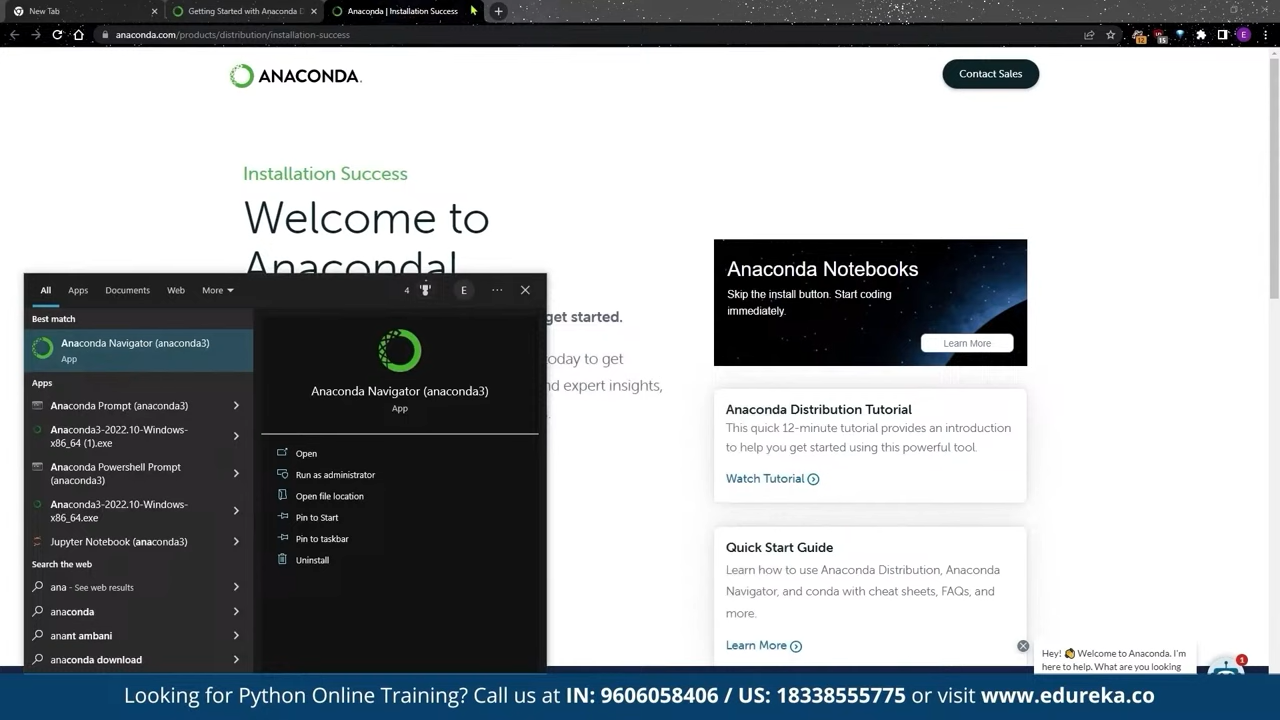 New Tab
Getting Started with Anaconda D
Anaconda | Installation Success
anaconda.com/products/distribution/installation-success
12
15
E
ANACONDA.
Contact Sales
Installation Success
Welcome to
Anaconda!
get started.
today to get
nd expert insights,
Anaconda Notebooks
Skip the install button. Start coding
immediately.
Learn More
Anaconda Distribution Tutorial
This quick 12-minute tutorial provides an introduction
to help you get started using this powerful tool.
Watch Tutorial
Quick Start Guide
Learn how to use Anaconda Distribution, Anaconda
Navigator, and conda with cheat sheets, FAQs, and
more.
Learn More
Hey! Welcome to Anaconda. I'm
here to help. What are you looking
1
All Apps Documents Web More
4
E
Best match
Anaconda Navigator (anaconda3)
App
Apps
Anaconda Prompt (anaconda3)
Anaconda3-2022.10-Windows-
x86_64 (1).exe
Anaconda Powershell Prompt
(anaconda3)
Anaconda3-2022.10-Windows-
x86_64.exe
Jupyter Notebook (anaconda3)
Search the web
ana - See web results
anaconda
anant ambani
anaconda download
Anaconda Navigator (anaconda3)
App
Open
Run as administrator
Open file location
Pin to Start
Pin to taskbar
Uninstall
Looking for Python Online Training? Call us at IN: 9606058406 / US: 18338555775 or visit www.edureka.co